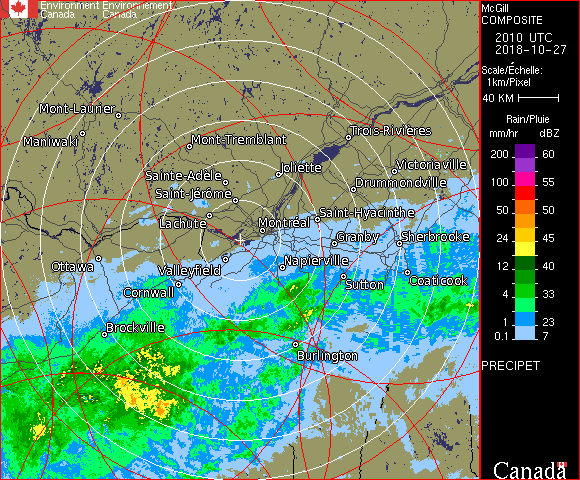 Environment Environnement
Canada Canada
McGill
COMPOSITE
2010 UTC
2018-10-27
Scale/Échelle:
1km/Pixel
40 KM
Rain/Pluie
mm/hr dBZ
200 60
100 55
50 50
24 45
12 40
4 33
1 23
0.1 7
PRECIPET
Canada
Mont-Laurier
Maniwaki
Mont-Tremblant
Trois-Rivières
Victoriaville
Joliette
Sainte-Adèle
Drummondville
Saint-Jérôme
Lachute
Saint-Hyacinthe
Montréal
Granby
Sherbrooke
Ottawa
Valleyfield
Napierville
Coaticook
Sutton
Cornwall
Brockville
Burlington